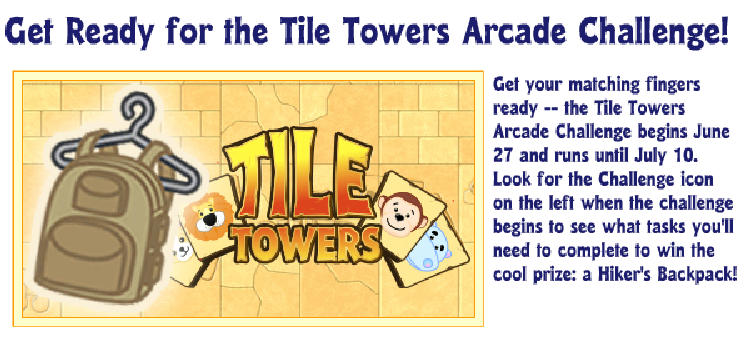 Get Ready for the Tile Towers Arcade Challenge!
TILE
TOWERS
Get your matching fingers
ready -- the Tile Towers
Arcade Challenge begins June
27 and runs until July 10.
Look for the Challenge icon
on the left when the challenge
begins to see what tasks you'll
need to complete to win the
cool prize: a Hiker's Backpack!